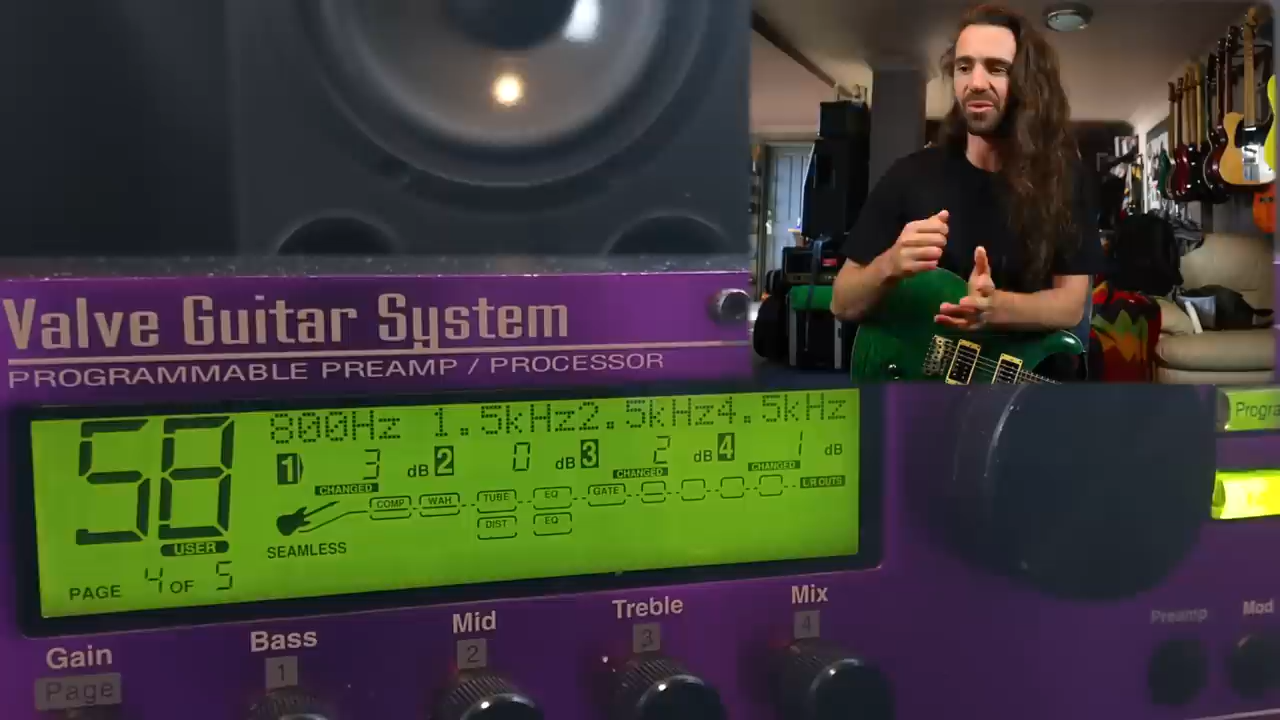 Valve Guitar System
PROGRAMMABLE PREAMP / PROCESSOR
58
USER
PAGE 4 OF 5
800Hz 1.5kHz2.5kHz4.5kHz
1 3 dB 2 0 dB 3 2 dB 4 1 dB
CHANGED CHANGED CHANGED
COMP WAH TUBE EQ GATE L/R OUTS
DIST EQ
SEAMLESS
Gain Bass Mid Treble Mix
Page 1 2 3 4
Preamp Mod